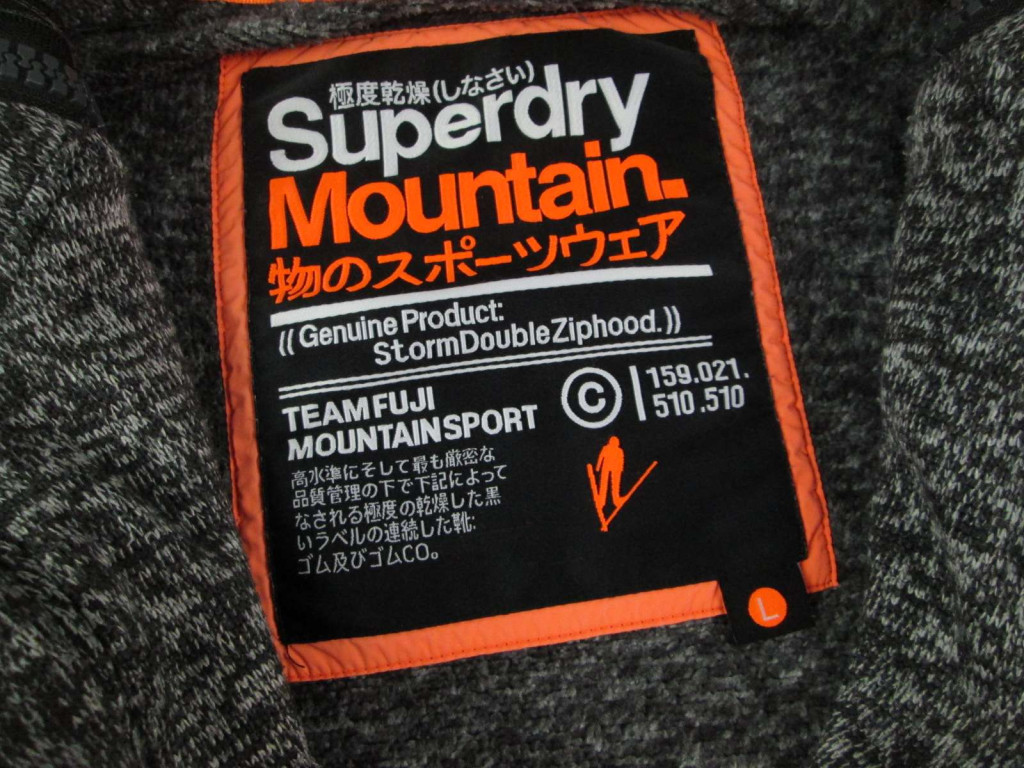 極度乾燥(しなさい)
Superdry
Mountain.
物のスポーツウェア
((Genuine Product:
StormDoubleZiphood.))
TEAM FUJI
MOUNTAIN SPORT
© 159.021.
510.510
高水準にそして最も厳密な
品質管理の下で下記によって
なされる極度の乾燥した黒
いラベルの連続した靴:
ゴム及びゴムCO。
L